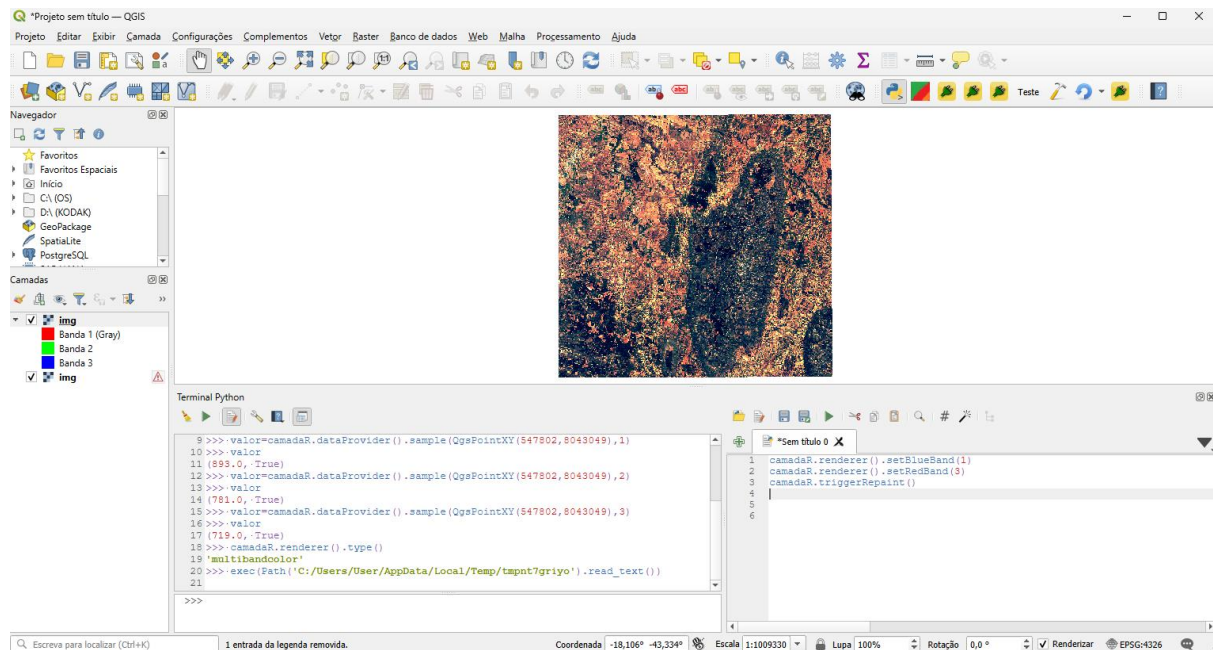 *Projeto sem título — QGIS
Projeto Editar Exibir Camada Configurações Complementos Vetor Raster Banco de dados Web Malha Processamento Ajuda
Teste
Navegador
Favoritos
Favoritos Espaciais
Início
C:\ (OS)
D:\ (KODAK)
GeoPackage
SpatiaLite
PostgreSQL
Camadas
img
Banda 1 (Gray)
Banda 2
Banda 3
img
Terminal Python
9 >>> valor=camadaR.dataProvider().sample(QgsPointXY(547802,8043049),1)
10 >>> valor
11 (893.0, True)
12 >>> valor=camadaR.dataProvider().sample(QgsPointXY(547802,8043049),2)
13 >>> valor
14 (781.0, True)
15 >>> valor=camadaR.dataProvider().sample(QgsPointXY(547802,8043049),3)
16 >>> valor
17 (719.0, True)
18 >>> camadaR.renderer().type()
19 'multibandcolor'
20 >>> exec(Path('C:/Users/User/AppData/Local/Temp/tmpnt7griyo').read_text())
21
>>>
*Sem título 0
1 camadaR.renderer().setBlueBand(1)
2 camadaR.renderer().setRedBand(3)
3 camadaR.triggerRepaint()
4
5
6
Escreva para localizar (Ctrl+K) 1 entrada da legenda removida. Coordenada -18,106° -43,334° Escala 1:1009330 Lupa 100% Rotação 0,0 ° Renderizar EPSG:4326